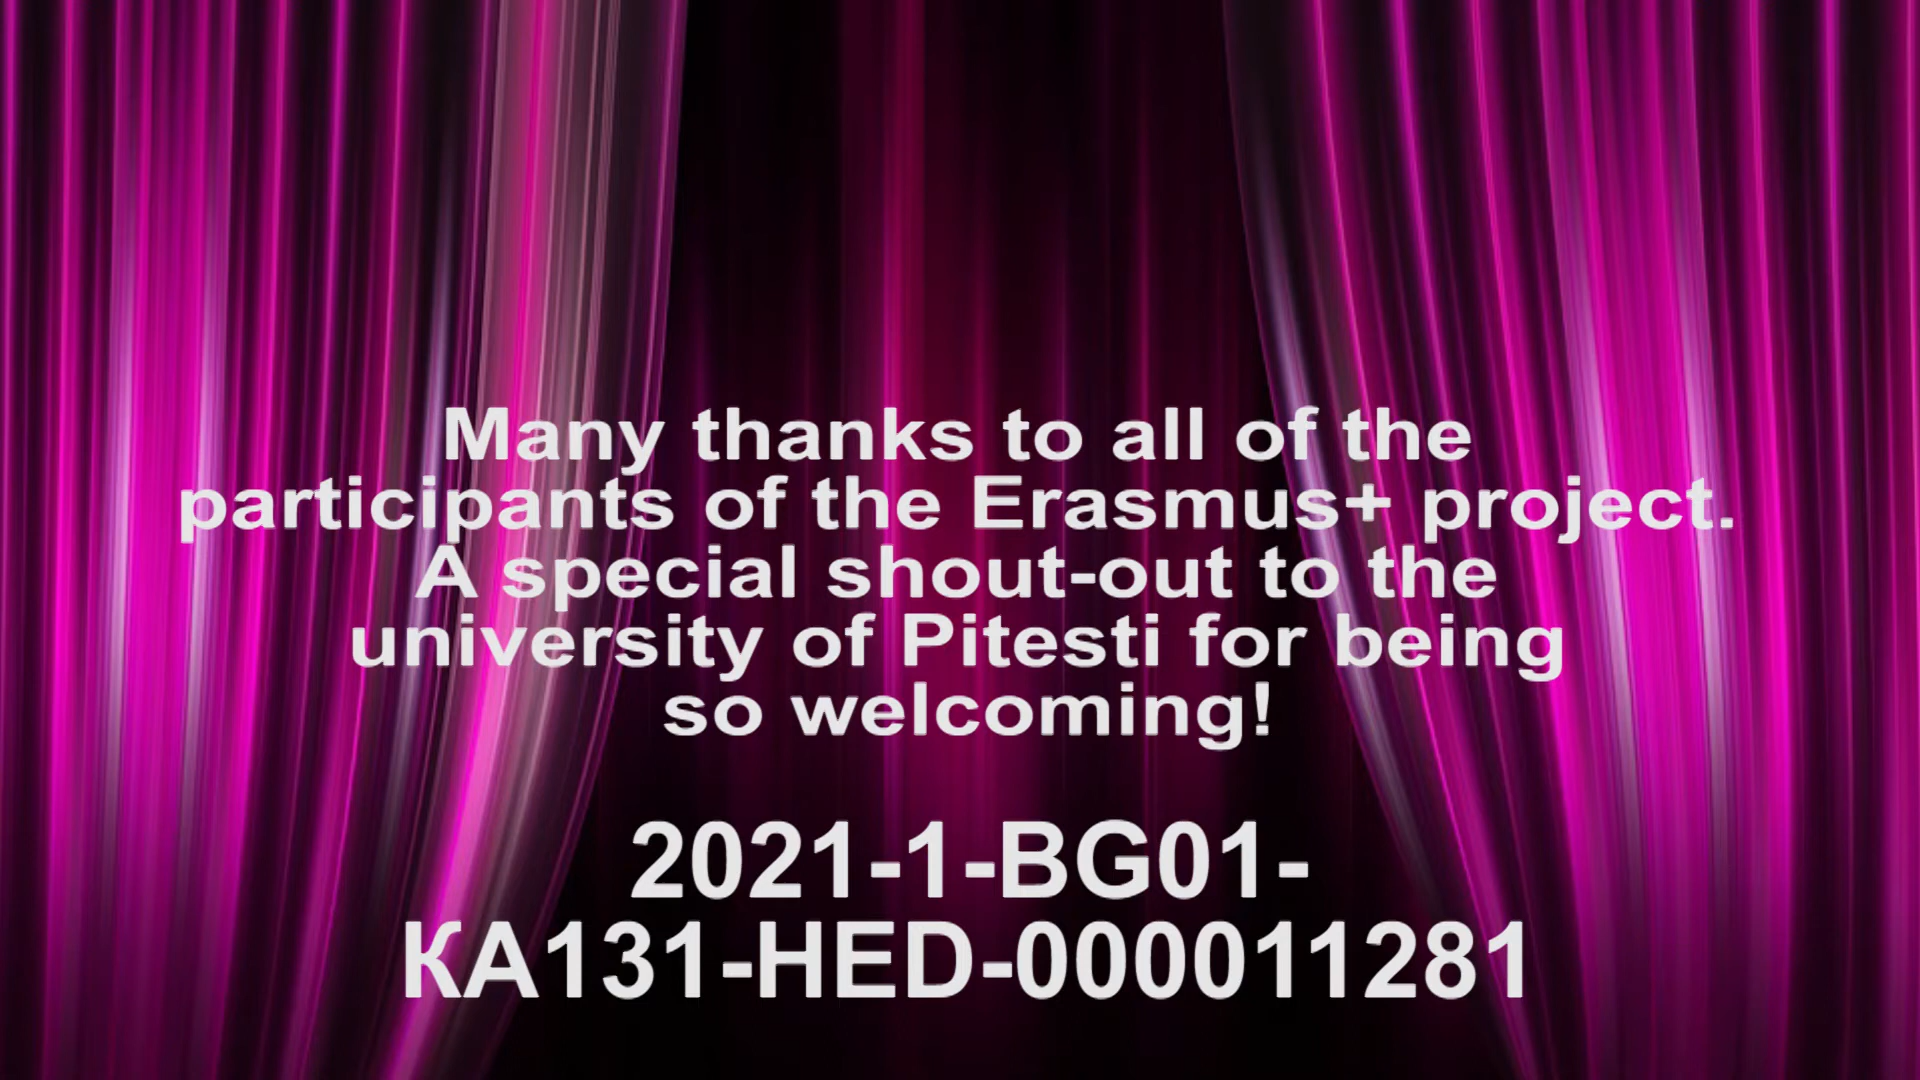 Many thanks to all of the
participants of the Erasmus+ project.
A special shout-out to the
university of Pitesti for being
so welcoming!
2021-1-BG01-
КА131-HED-000011281